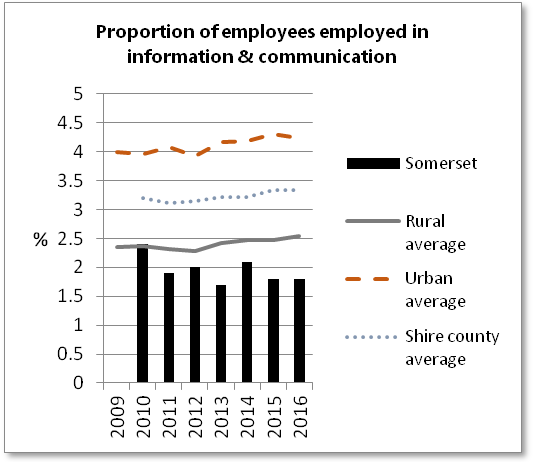 Proportion of employees employed in
information & communication
5
4.5
4
3.5
3
2.5
2
1.5
1
0.5
0
%
2009
2010
2011
2012
2013
2014
2015
2016
Somerset
Rural
average
Urban
average
Shire county
average